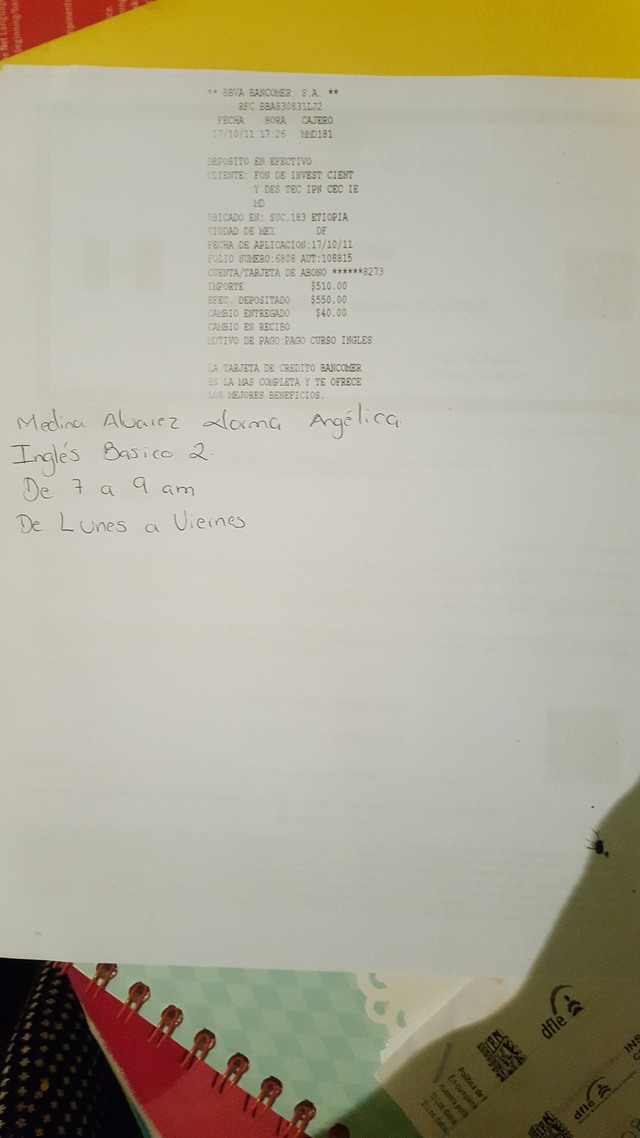 ** BBVA BANCOMER, S.A. **
RFC BBA830831LJ2
FECHA HORA CAJERO
17/10/11 17:26 MMD181
DEPOSITO EN EFECTIVO
CLIENTE: FON DE INVEST CIENT
Y DES TEC IPN CEC IE
MD
UBICADO EN: SUC.183 ETIOPIA
CIUDAD DE MEX DF
FECHA DE APLICACION:17/10/11
FOLIO NUMERO:6808 AUT:108815
CUENTA/TARJETA DE ABONO ******8273
IMPORTE $510.00
EFEC. DEPOSITADO $550.00
CAMBIO ENTREGADO $40.00
CAMBIO EN RECIBO
MOTIVO DE PAGO:PAGO CURSO INGLES
LA TARJETA DE CREDITO BANCOMER
ES LA MAS COMPLETA Y TE OFRECE
LOS MEJORES BENEFICIOS.
Medina Alvarez Norma Angélica
Inglés Basico 2.
De 7 a 9 am
De Lunes a Viernes
dfle
Política de
dfle